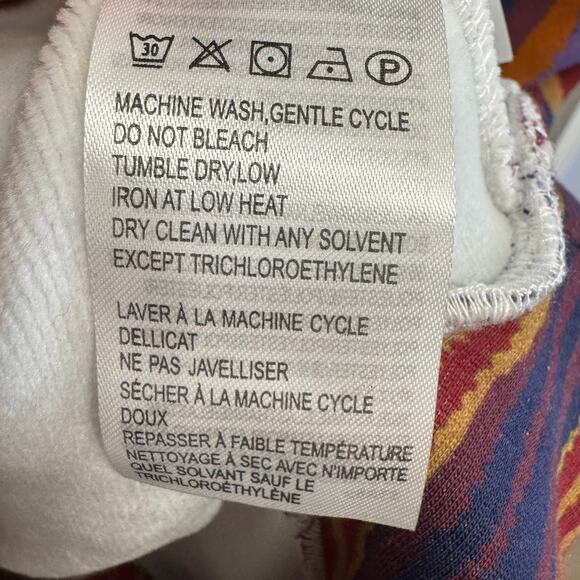 30 P
MACHINE WASH,GENTLE CYCLE
DO NOT BLEACH
TUMBLE DRY,LOW
IRON AT LOW HEAT
DRY CLEAN WITH ANY SOLVENT
EXCEPT TRICHLOROETHYLENE
LAVER À LA MACHINE CYCLE
DELLICAT
NE PAS JAVELLISER
SÉCHER À LA MACHINE CYCLE
DOUX
REPASSER À FAIBLE TEMPÉRATURE
NETTOYAGE À SEC AVEC N'IMPORTE
QUEL SOLVANT SAUF LE
TRICHLOROÉTHYLÈNE